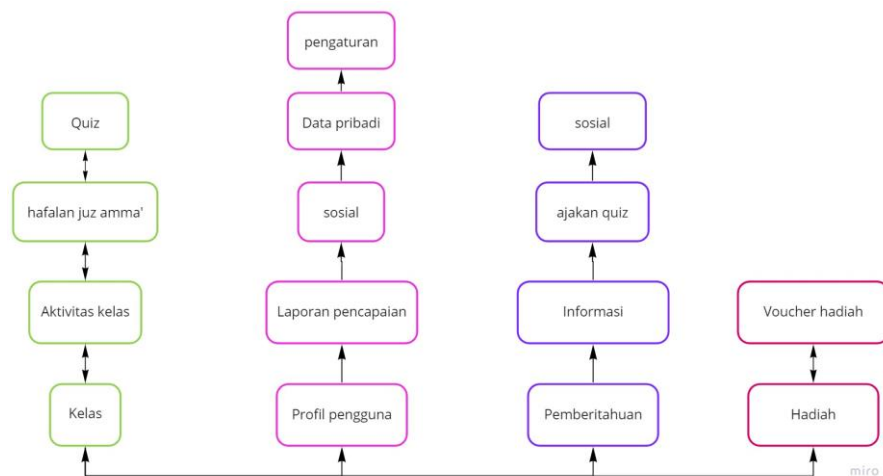 pengaturan
Quiz
Data pribadi
sosial
hafalan juz amma'
sosial
ajakan quiz
Aktivitas kelas
Laporan pencapaian
Informasi
Voucher hadiah
Kelas
Profil pengguna
Pemberitahuan
Hadiah
miro